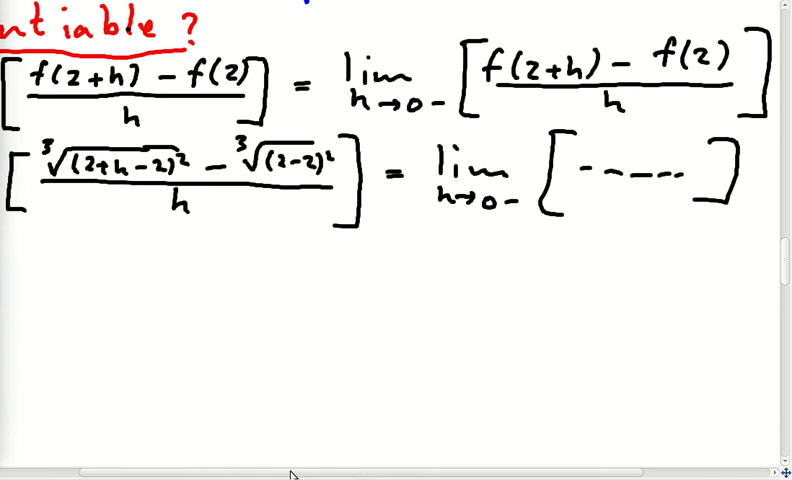 ntiable ?
[ f(2+h) - f(2) / h ] = lim h→0- [ f(2+h) - f(2) / h ]
[ ∛(2+h-2)² - ∛(2-2)² / h ] = lim h→0- [ ----- ]